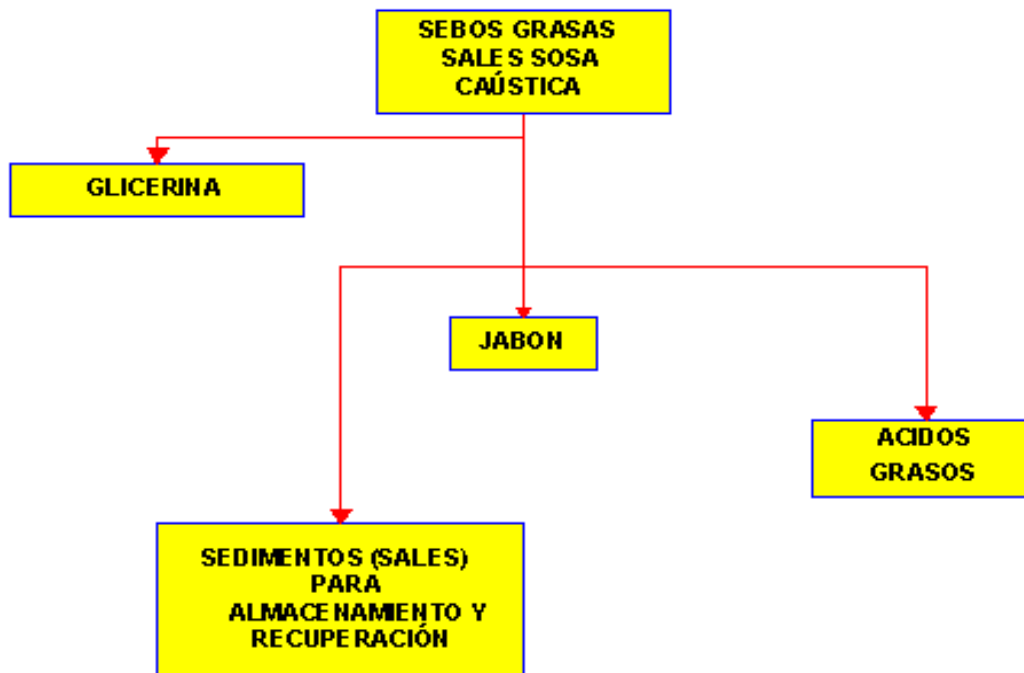 SEBOS GRASAS
SALES SOSA
CAÚSTICA
GLICERINA
JABON
ACIDOS
GRASOS
SEDIMENTOS (SALES)
PARA
ALMACENAMIENTO Y
RECUPERACIÓN